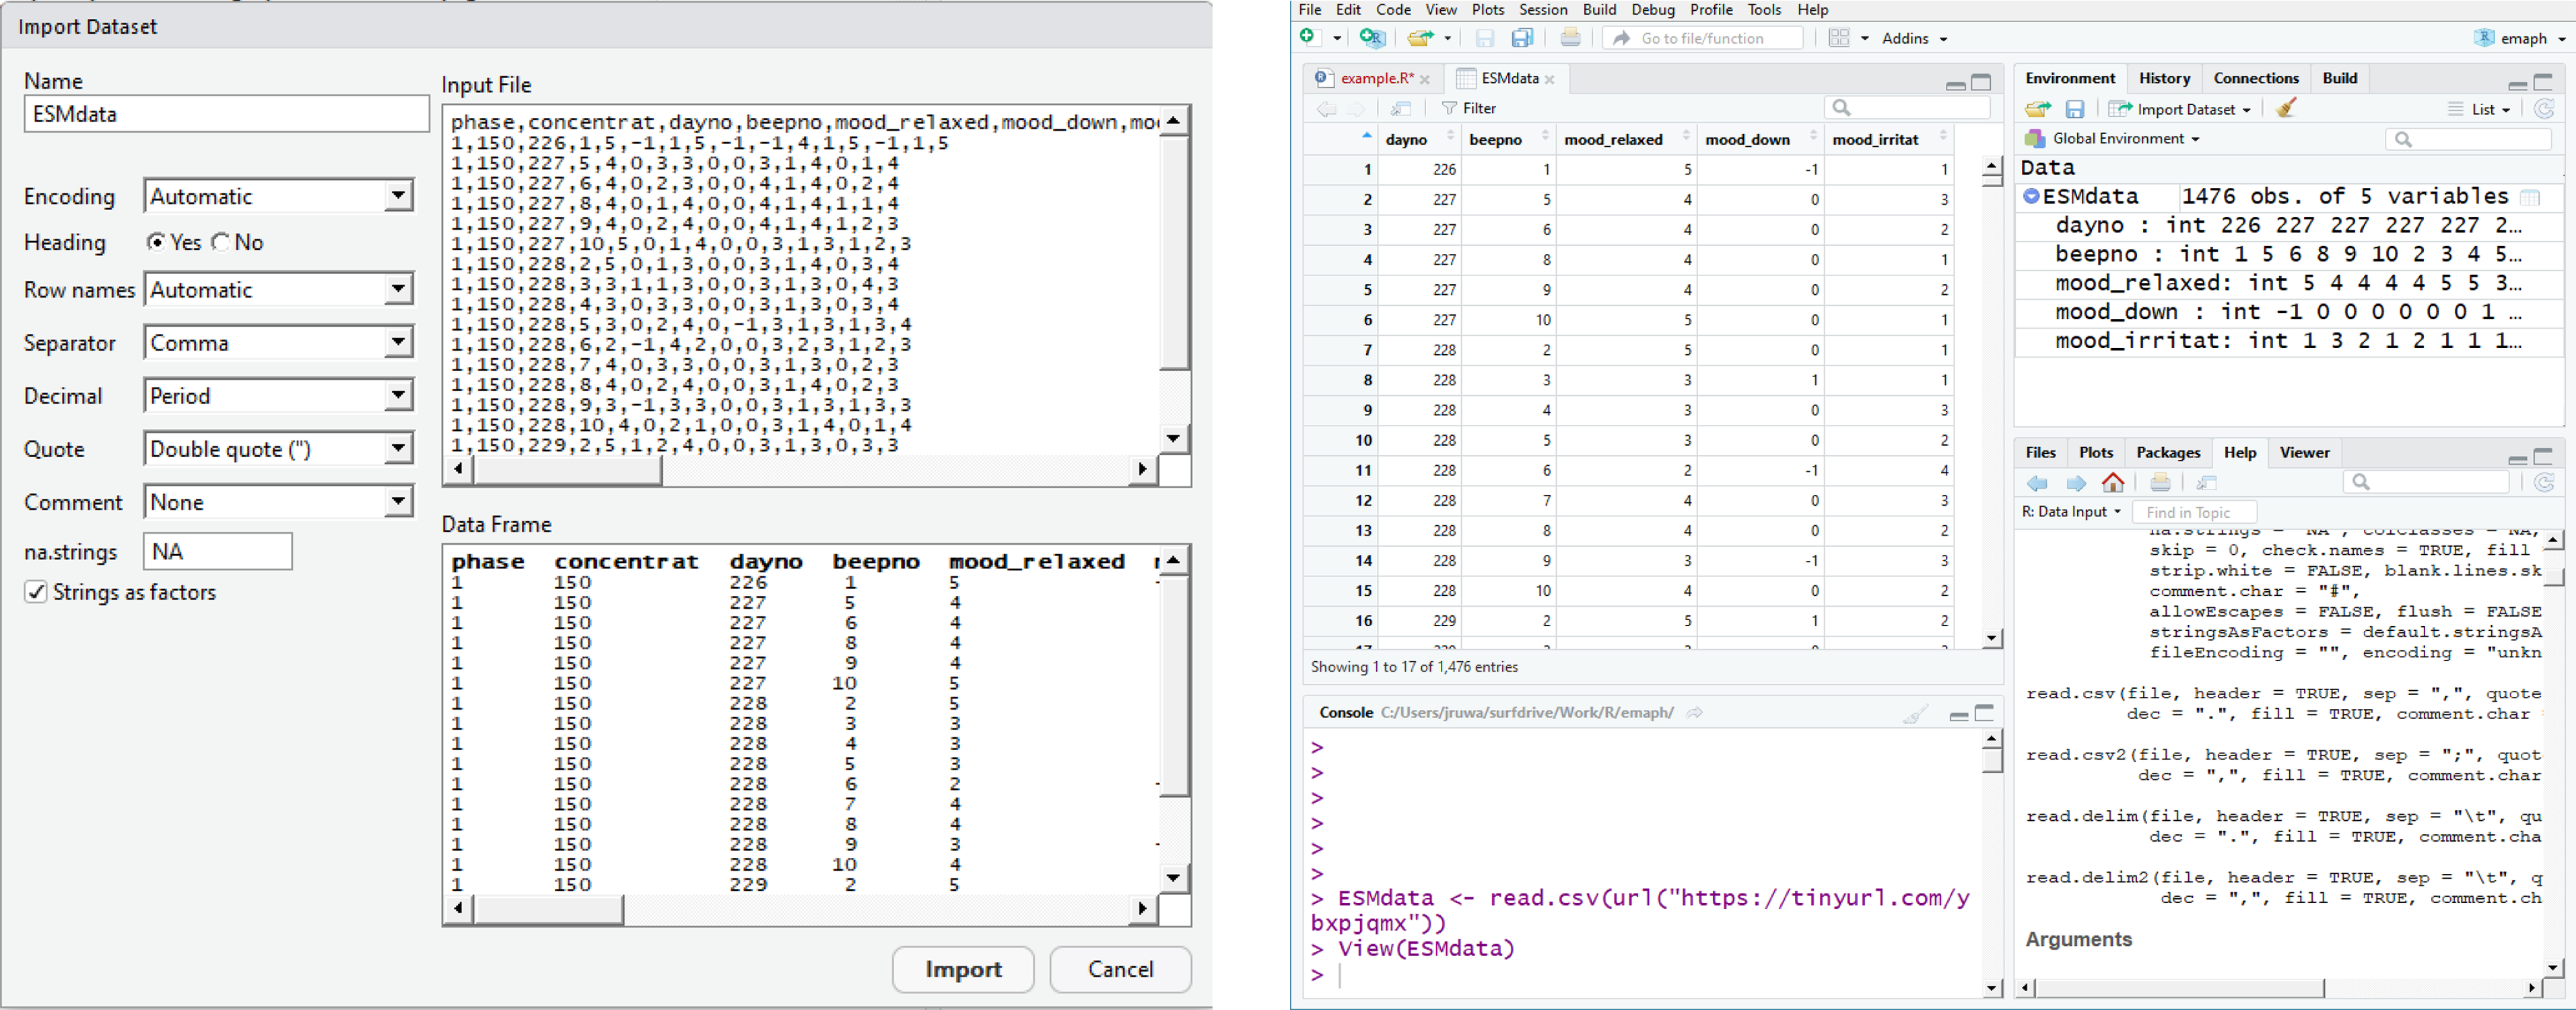 Import Dataset
Name
ESMdata
Encoding Automatic
Heading Yes No
Row names Automatic
Separator Comma
Decimal Period
Quote Double quote (")
Comment None
na.strings NA
Strings as factors
Input File
phase,concentrat,dayno,beepno,mood_relaxed,mood_down,mo
1,150,226,1,5,-1,1,5,-1,-1,4,1,5,-1,1,5
1,150,227,5,4,0,3,3,0,0,3,1,4,0,1,4
1,150,227,6,4,0,2,3,0,0,4,1,4,0,2,4
1,150,227,8,4,0,1,4,0,0,4,1,4,1,1,4
1,150,227,9,4,0,2,4,0,0,4,1,4,1,2,3
1,150,227,10,5,0,1,4,0,0,3,1,3,1,2,3
1,150,228,2,5,0,1,3,0,0,3,1,4,0,3,4
1,150,228,3,3,1,1,3,0,0,3,1,3,0,4,3
1,150,228,4,3,0,3,3,0,0,3,1,3,0,3,4
1,150,228,5,3,0,2,4,0,-1,3,1,3,1,3,4
1,150,228,6,2,-1,4,2,0,0,3,2,3,1,2,3
1,150,228,7,4,0,3,3,0,0,3,1,3,0,2,3
1,150,228,8,4,0,2,4,0,0,3,1,4,0,2,3
1,150,228,9,3,-1,3,3,0,0,3,1,3,1,3,3
1,150,228,10,4,0,2,1,0,0,3,1,4,0,1,4
1,150,229,2,5,1,2,4,0,0,3,1,3,0,3,3
Data Frame
phase concentrat dayno beepno mood_relaxed
1 150 226 1 5 -
1 150 227 5 4
1 150 227 6 4
1 150 227 8 4
1 150 227 9 4
1 150 227 10 5
1 150 228 2 5
1 150 228 3 3
1 150 228 4 3
1 150 228 5 3
1 150 228 6 2 -
1 150 228 7 4
1 150 228 8 4
1 150 228 9 3 -
1 150 228 10 4
1 150 229 2 5
Import Cancel
File Edit Code View Plots Session Build Debug Profile Tools Help
Go to file/function Addins emaph
example.R* ESMdata
Filter
dayno beepno mood_relaxed mood_down mood_irritat
1 226 1 5 -1 1
2 227 5 4 0 3
3 227 6 4 0 2
4 227 8 4 0 1
5 227 9 4 0 2
6 227 10 5 0 1
7 228 2 5 0 1
8 228 3 3 1 1
9 228 4 3 0 3
10 228 5 3 0 2
11 228 6 2 -1 4
12 228 7 4 0 3
13 228 8 4 0 2
14 228 9 3 -1 3
15 228 10 4 0 2
16 229 2 5 1 2
Showing 1 to 17 of 1,476 entries
Console C:/Users/jruwa/surfdrive/Work/R/emaph/
>
>
>
>
>
>
> ESMdata <- read.csv(url("https://tinyurl.com/y
bxpjqmx"))
> View(ESMdata)
>
Environment History Connections Build
Import Dataset List
Global Environment
Data
ESMdata 1476 obs. of 5 variables
dayno : int 226 227 227 227 227 2…
beepno : int 1 5 6 8 9 10 2 3 4 5…
mood_relaxed: int 5 4 4 4 4 5 5 3…
mood_down : int -1 0 0 0 0 0 0 1 …
mood_irritat: int 1 3 2 1 2 1 1 1…
Files Plots Packages Help Viewer
R: Data Input Find in Topic
na.strings = "NA", colClasses = NA,
skip = 0, check.names = TRUE, fill
strip.white = FALSE, blank.lines.sk
comment.char = "#",
allowEscapes = FALSE, flush = FALSE
stringsAsFactors = default.stringsA
fileEncoding = "", encoding = "unkn
read.csv(file, header = TRUE, sep = ",", quote
dec = ".", fill = TRUE, comment.char
read.csv2(file, header = TRUE, sep = ";", quot
dec = ",", fill = TRUE, comment.char
read.delim(file, header = TRUE, sep = "\t", qu
dec = ".", fill = TRUE, comment.cha
read.delim2(file, header = TRUE, sep = "\t", q
dec = ",", fill = TRUE, comment.ch
Arguments